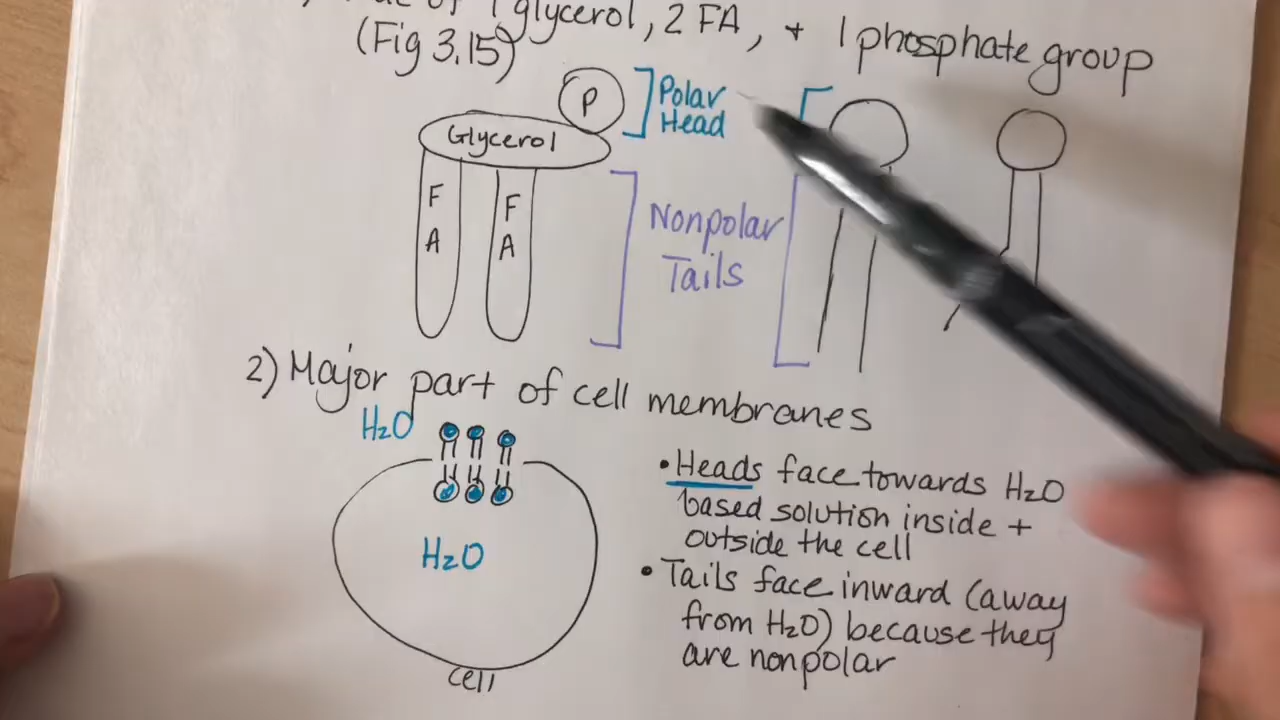 of 1 glycerol, 2 FA, + 1 phosphate group
(Fig 3.15)
P
Polar
Head
Glycerol
F
A
F
A
Nonpolar
Tails
2) Major part of cell membranes
H₂O
H₂O
cell
• Heads face towards H₂O
based solution inside +
outside the cell
• Tails face inward (away
from H₂O) because they
are nonpolar